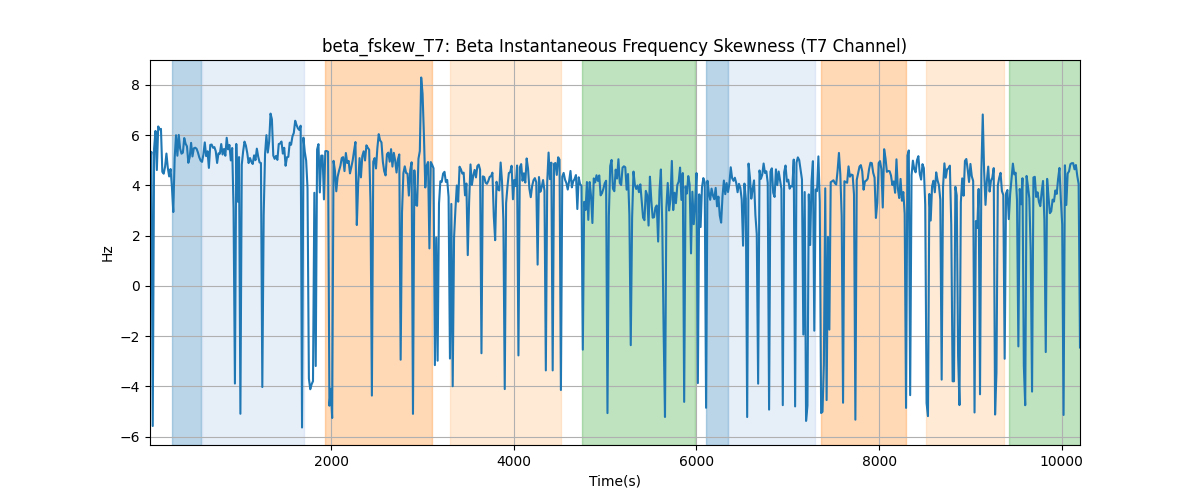 beta_fskew_T7: Beta Instantaneous Frequency Skewness (T7 Channel)
8
6
4
2
0
−2
−4
−6
Hz
2000 4000 6000 8000 10000
Time(s)